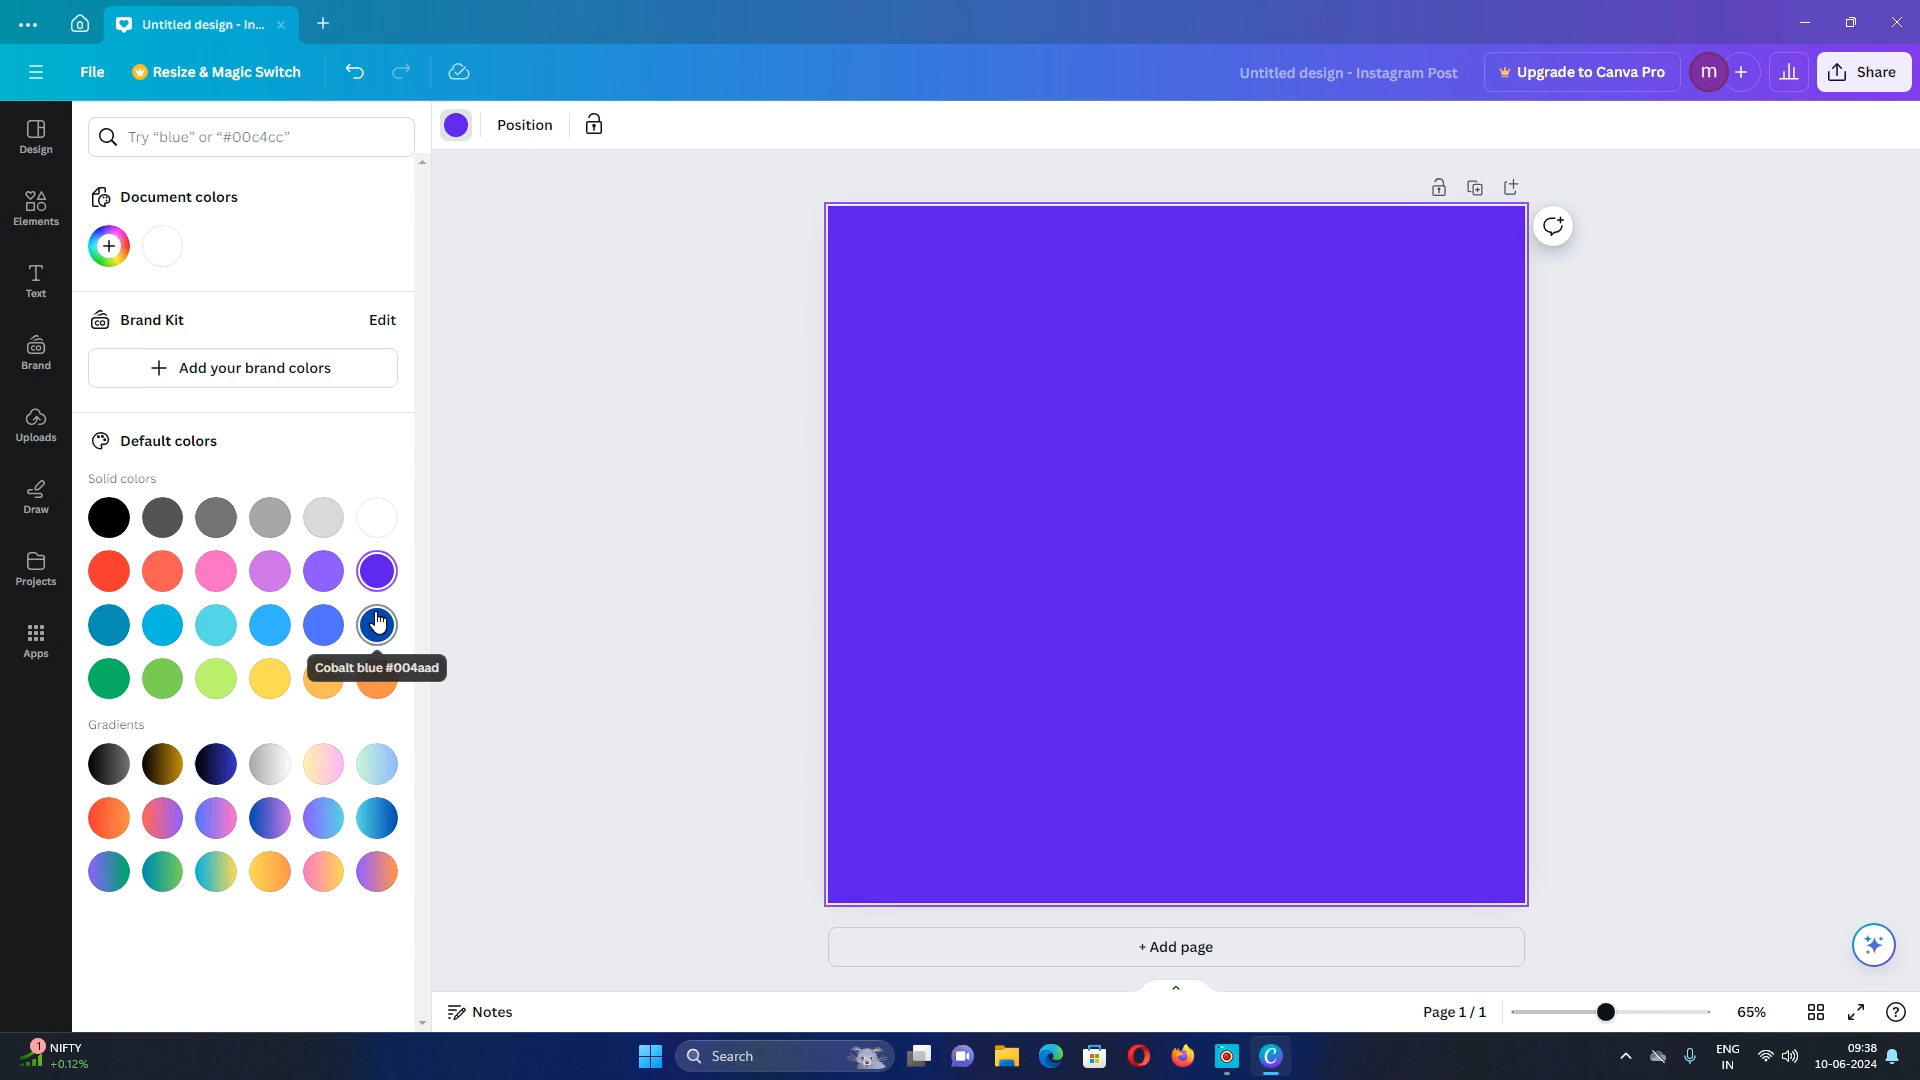 Untitled design - In...
File
Resize & Magic Switch
Untitled design - Instagram Post
Upgrade to Canva Pro
m
Share
Design
Elements
Text
Brand
Uploads
Draw
Projects
Apps
Try “blue” or “#00c4cc”
Document colors
Brand Kit
Edit
Add your brand colors
Default colors
Solid colors
Cobalt blue #004aad
Gradients
Position
+ Add page
Notes
Page 1 / 1
65%
1
NIFTY
+0.12%
Search
ENG
IN
09:38
10-06-2024